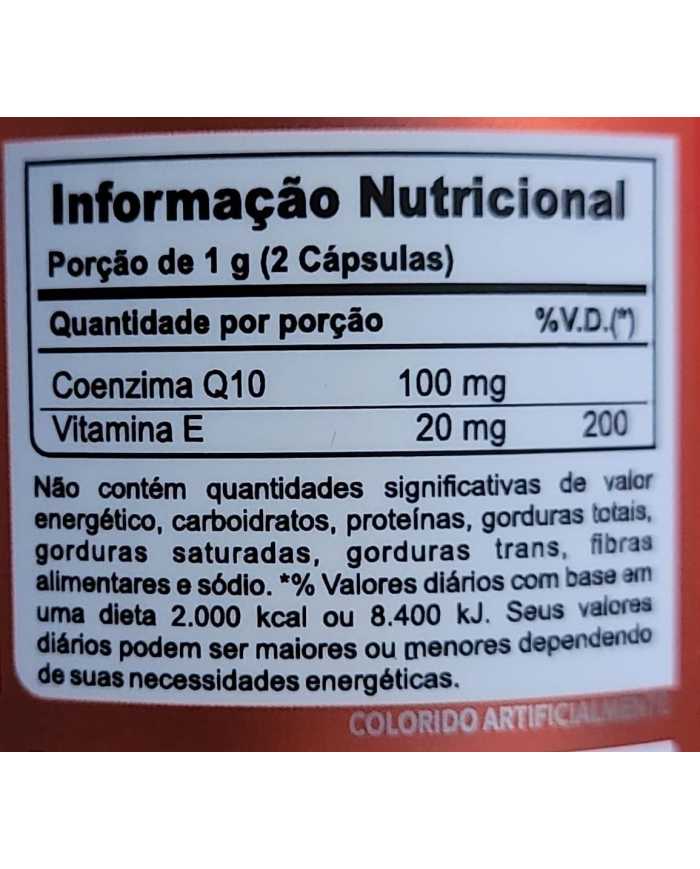 Informação Nutricional
Porção de 1 g (2 Cápsulas)
Quantidade por porção %V.D.(*)
Coenzima Q10 100 mg
Vitamina E 20 mg 200
Não contém quantidades significativas de valor
energético, carboidratos, proteínas, gorduras totais,
gorduras saturadas, gorduras trans, fibras
alimentares e sódio. *% Valores diários com base em
uma dieta 2.000 kcal ou 8.400 kJ. Seus valores
diários podem ser maiores ou menores dependendo
de suas necessidades energéticas.
COLORIDO ARTIFICIALMENTE